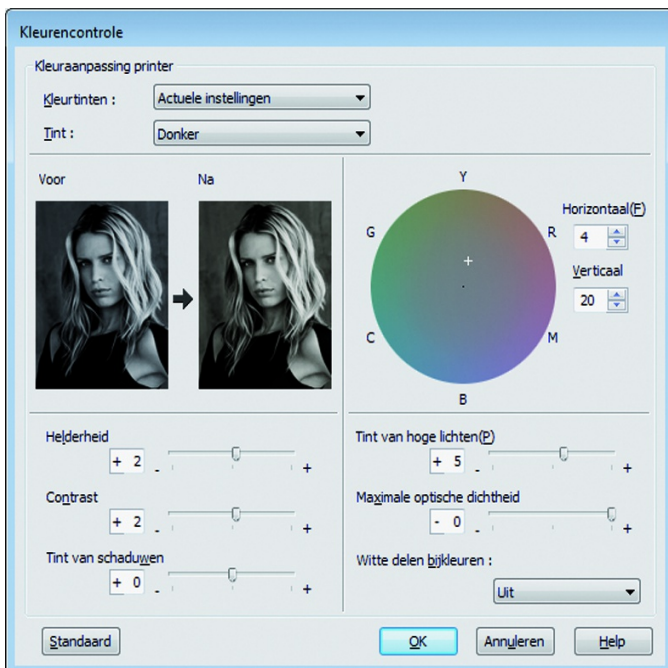 Kleurencontrole
Kleuraanpassing printer
Kleurtinten : Actuele instellingen
Tint : Donker
Voor Na
Y
G R
C M
B
Horizontaal(F)
4
Verticaal
20
Helderheid
+ 2 - +
Contrast
+ 2 - +
Tint van schaduwen
+ 0 - +
Tint van hoge lichten(P)
+ 5 - +
Maximale optische dichtheid
- 0 - +
Witte delen bijkleuren :
Uit
Standaard OK Annuleren Help